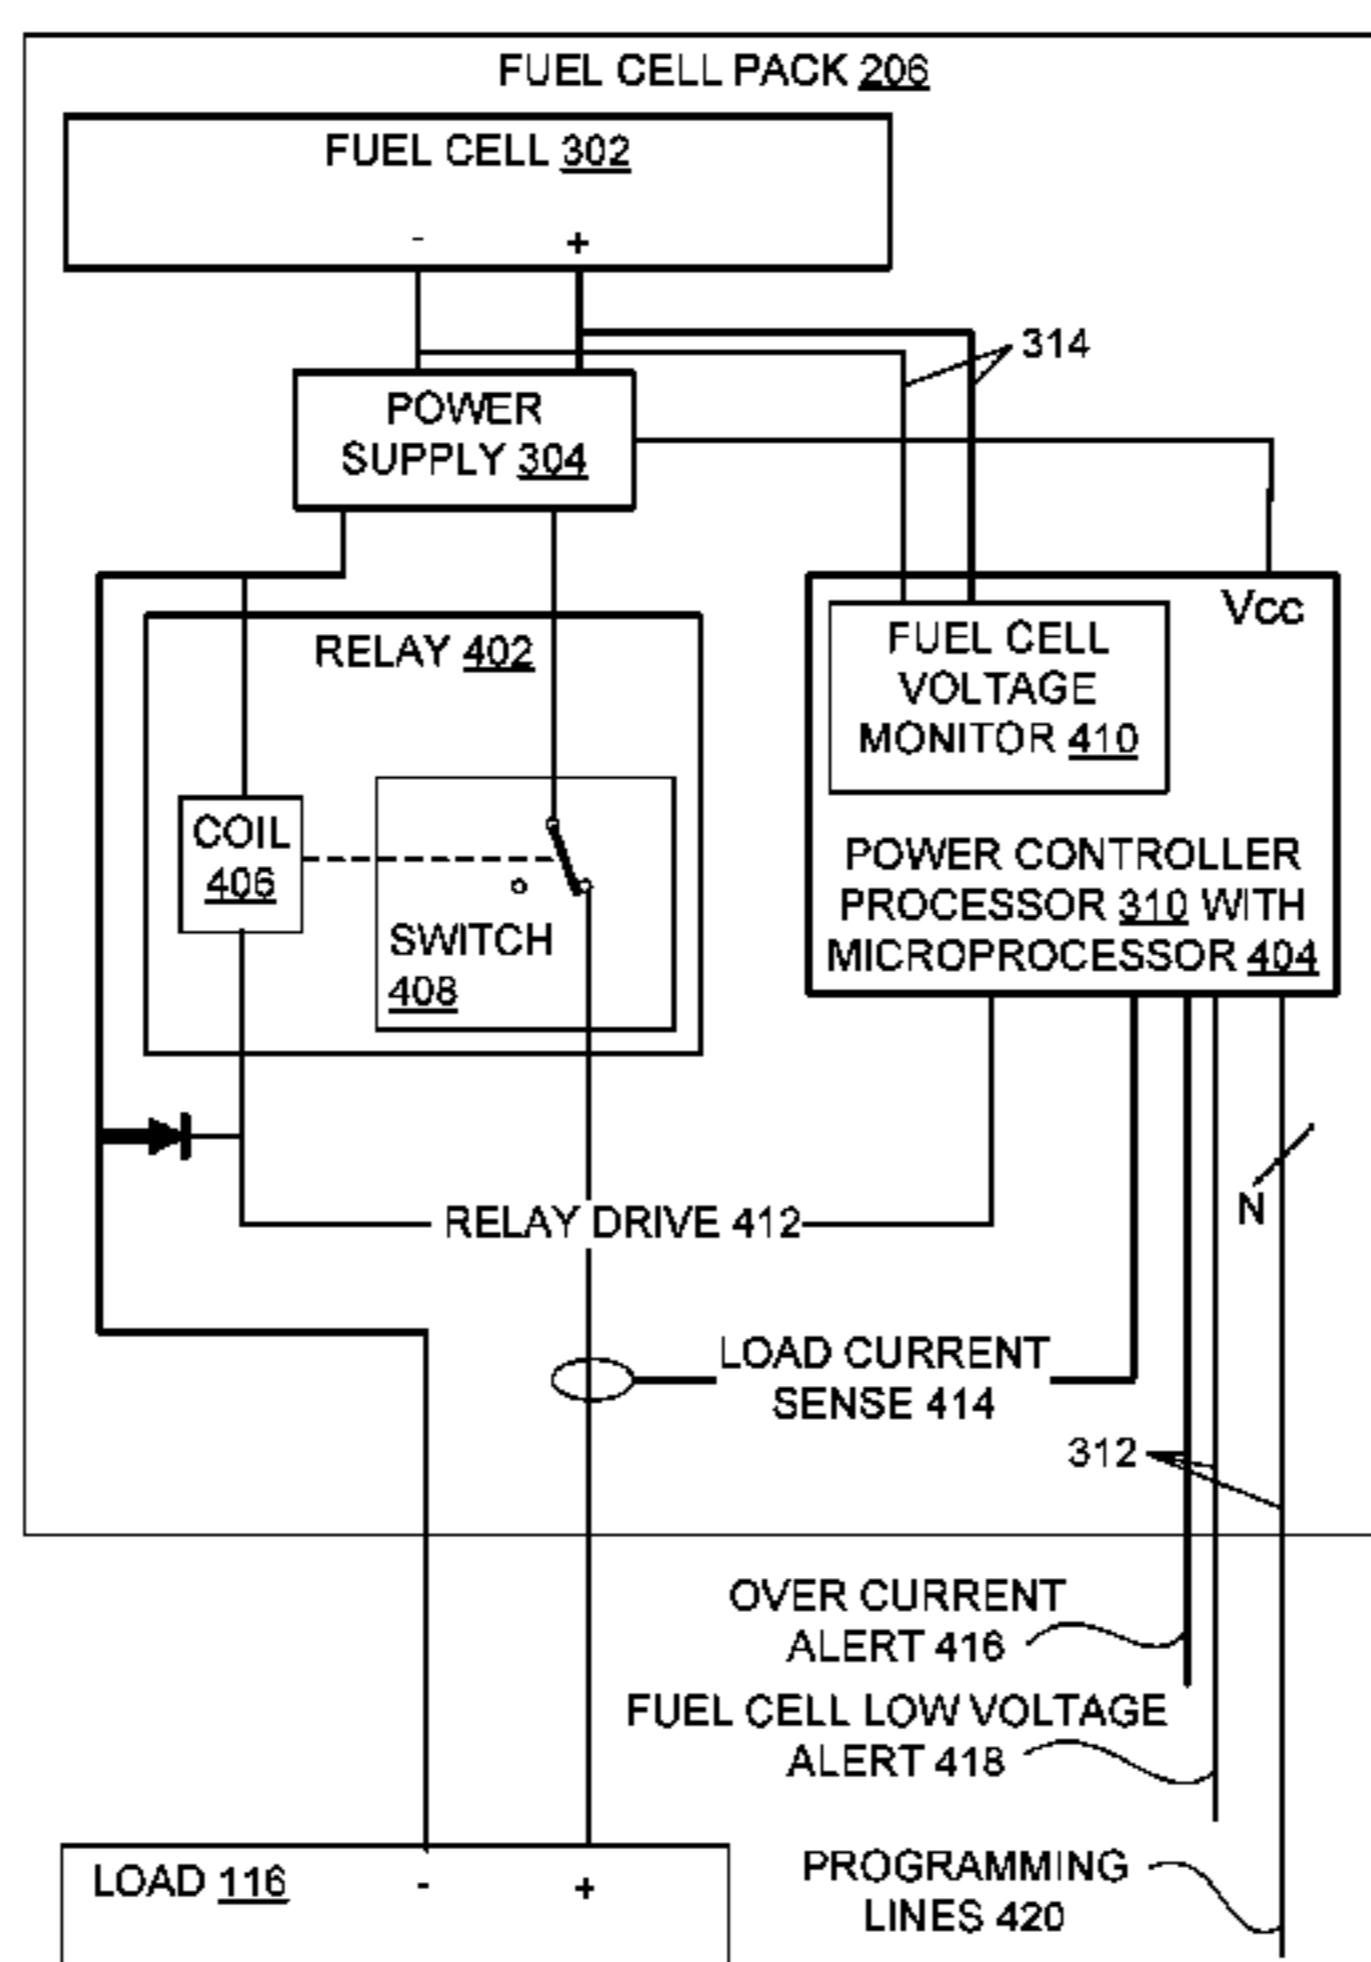 FUEL CELL PACK 206
FUEL CELL 302
- +
314
POWER
SUPPLY 304
Vcc
FUEL CELL
VOLTAGE
MONITOR 410
RELAY 402
COIL
406
SWITCH
408
POWER CONTROLLER
PROCESSOR 310 WITH
MICROPROCESSOR 404
N
RELAY DRIVE 412
LOAD CURRENT
SENSE 414
312
OVER CURRENT
ALERT 416
FUEL CELL LOW VOLTAGE
ALERT 418
PROGRAMMING
LINES 420
LOAD 116 - +